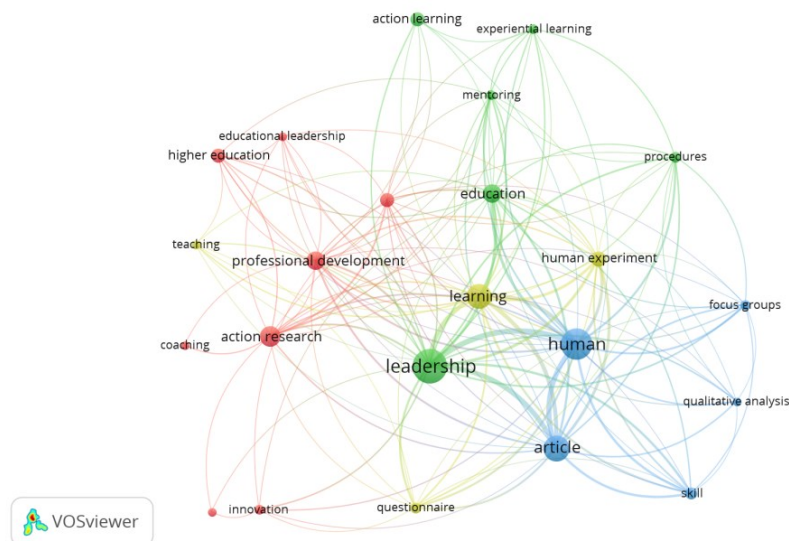 action learning
experiential learning
mentoring
educational leadership
higher education
procedures
education
teaching
professional development
human experiment
learning
focus groups
action research
coaching
human
leadership
qualitative analysis
article
skill
innovation
questionnaire
VOSviewer